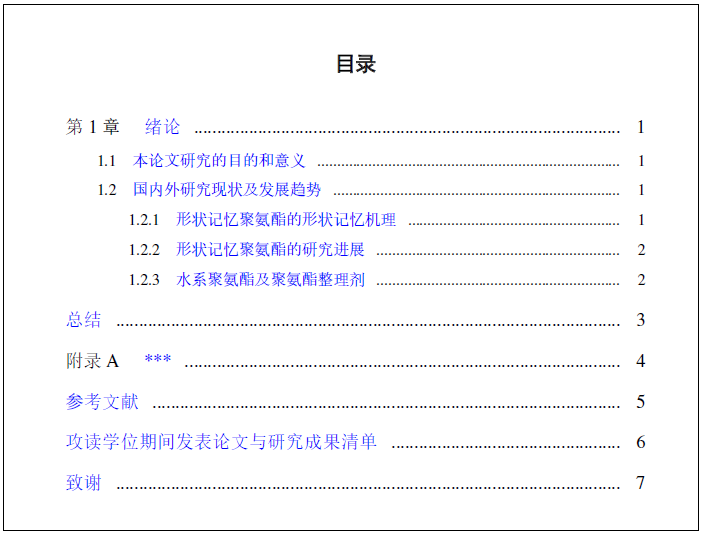 目录
第 1 章 绪论 1
1.1 本论文研究的目的和意义 1
1.2 国内外研究现状及发展趋势 1
1.2.1 形状记忆聚氨酯的形状记忆机理 1
1.2.2 形状记忆聚氨酯的研究进展 2
1.2.3 水系聚氨酯及聚氨酯整理剂 2
总结 3
附录 A *** 4
参考文献 5
攻读学位期间发表论文与研究成果清单 6
致谢 7